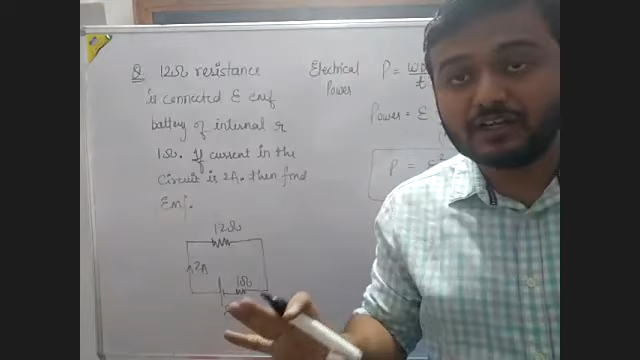 Q 12Ω resistance
is connected E emf
battery of internal r
1Ω. If current in the
circuit is 2A. then find
Emf.
12Ω
2A
1Ω
Electrical
Power
P =
t
Power = E
P =